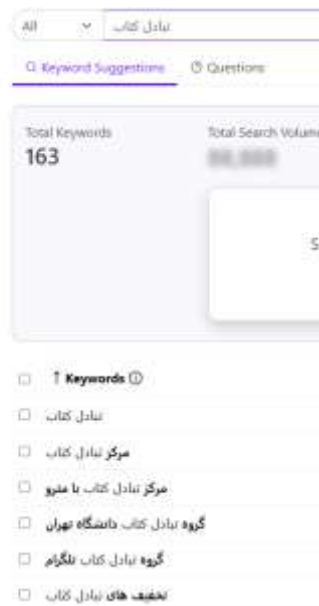 All تبادل کتاب
Keyword Suggestions Questions
Total Keywords Total Search Volume
163
S
↑ Keywords
تبادل کتاب
مرکز تبادل کتاب
مرکز تبادل کتاب با مترو
گروه تبادل کتاب دانشگاه تهران
گروه تبادل کتاب تلگرام
تخفیف های تبادل کتاب